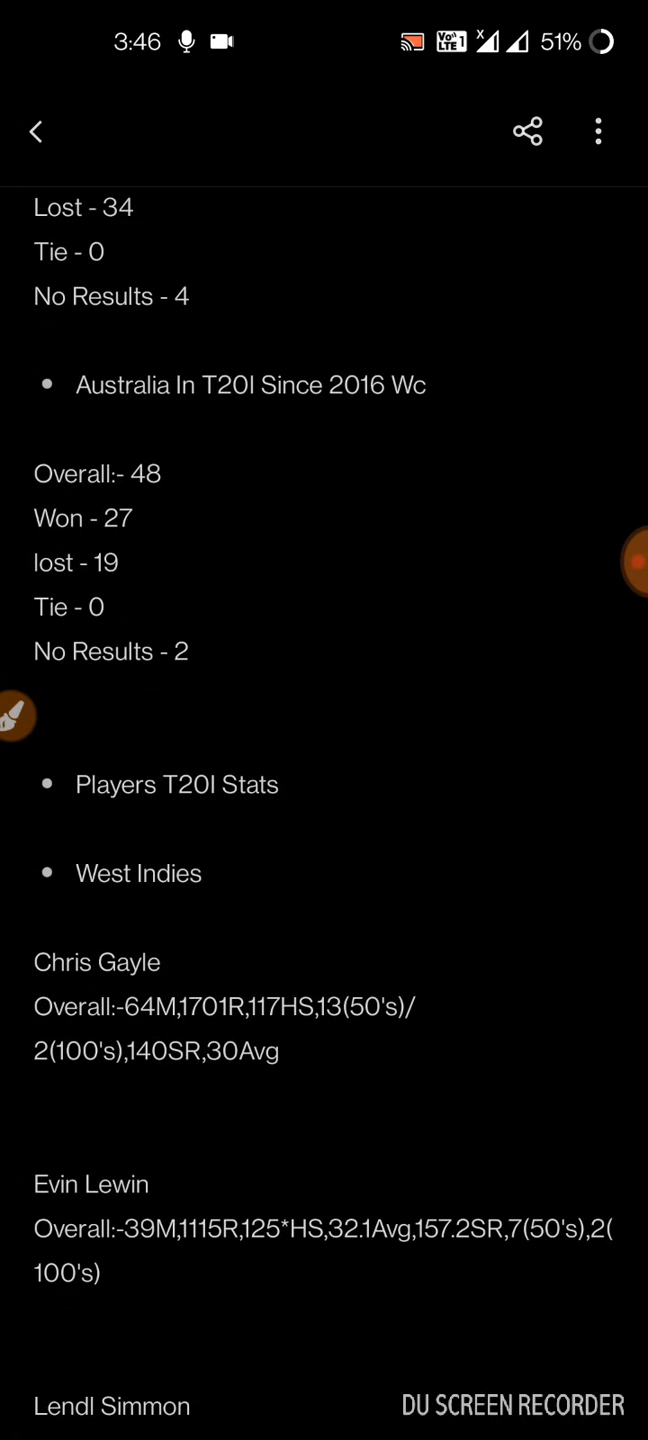 3:46
Vo) LTE 1 X 51%
Lost - 34
Tie - 0
No Results - 4
Australia In T20I Since 2016 Wc
Overall:- 48
Won - 27
lost - 19
Tie - 0
No Results - 2
Players T20I Stats
West Indies
Chris Gayle
Overall:-64M,1701R,117HS,13(50's)/
2(100's),140SR,30Avg
Evin Lewin
Overall:-39M,1115R,125*HS,32.1Avg,157.2SR,7(50's),2(
100's)
Lendl Simmon
DU SCREEN RECORDER